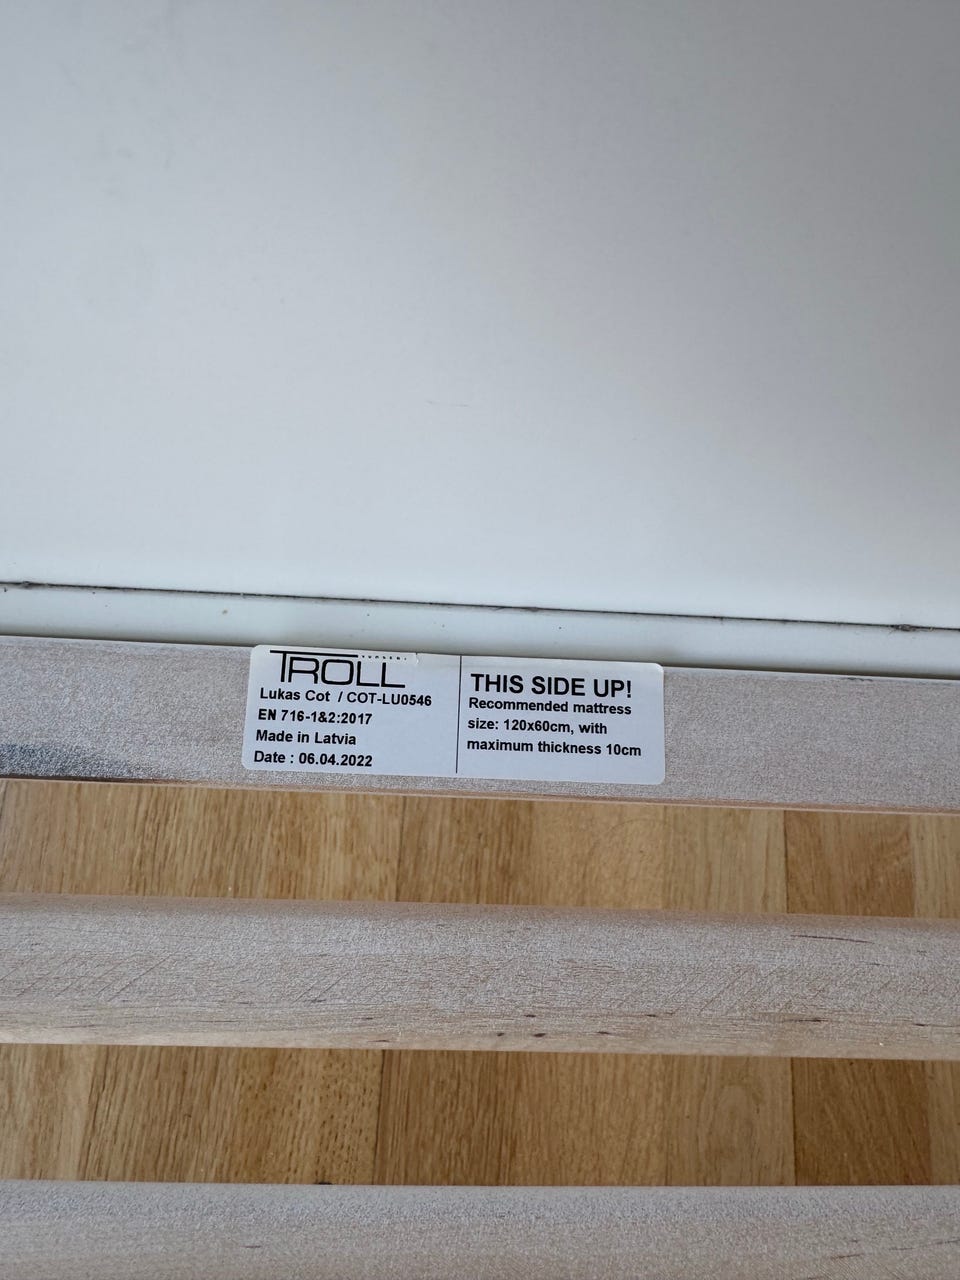 TROLL
NURSERY
Lukas Cot / COT-LU0546
EN 716-1&2:2017
Made in Latvia
Date : 06.04.2022
THIS SIDE UP!
Recommended mattress
size: 120x60cm, with
maximum thickness 10cm